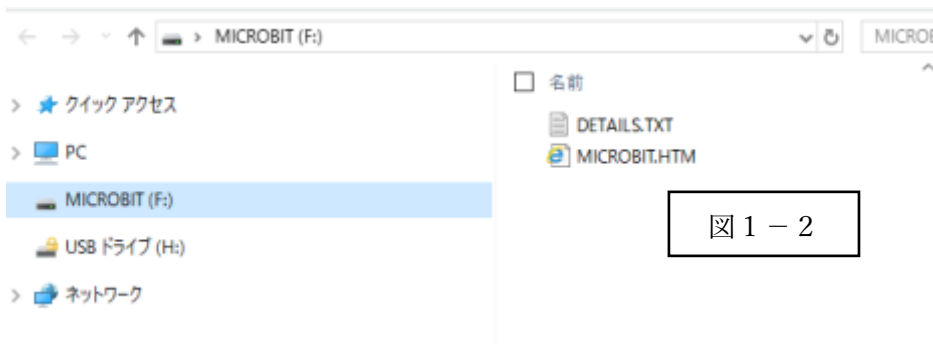 MICROBIT (F:)
MICROB
クイック アクセス
PC
MICROBIT (F:)
USB ドライブ (H:)
ネットワーク
名前
DETAILS.TXT
MICROBIT.HTM
図1－2